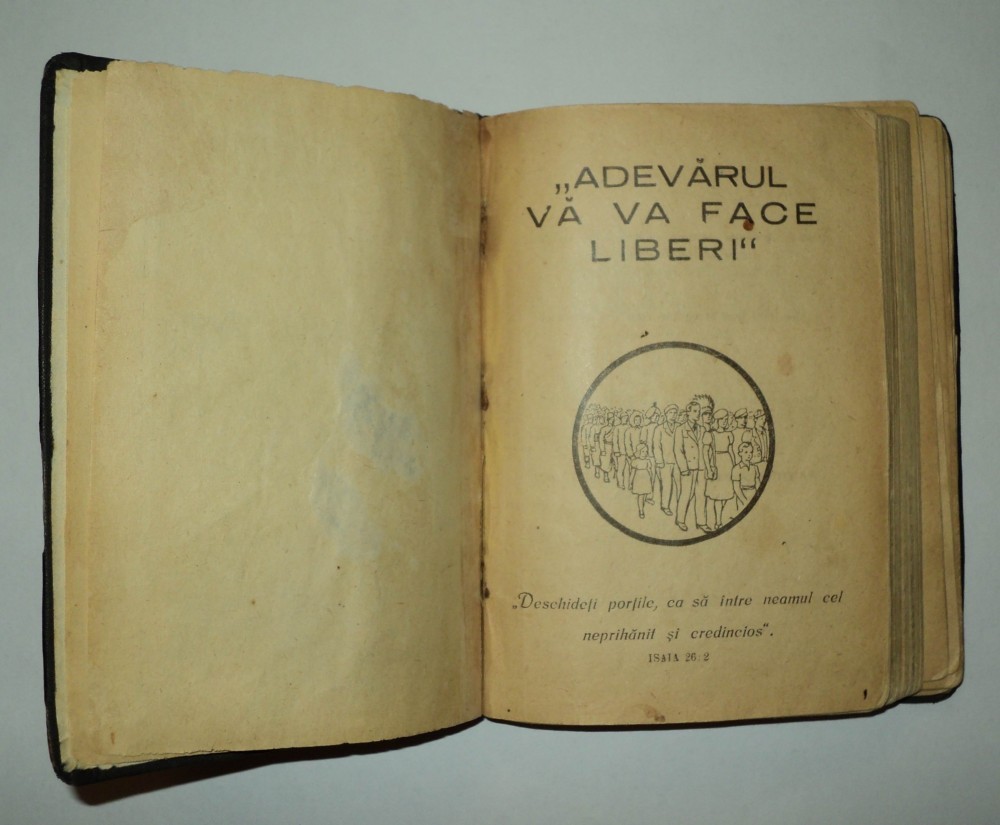 „ADEVĂRUL
VĂ VA FACE
LIBERI“
„Deschideți porțile, ca să intre neamul cel
neprihănit și credincios“.
ISAIA 26. 2